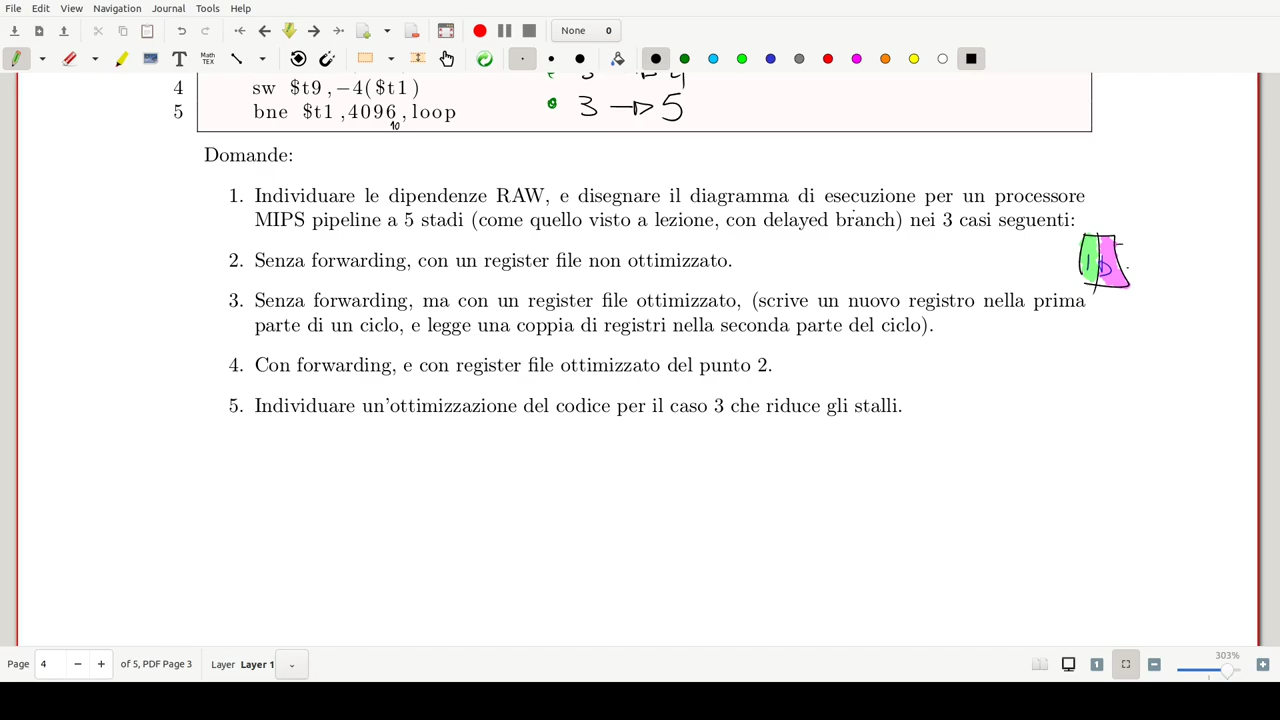 File Edit View Navigation Journal Tools Help
None 0
Math TEX
4 sw $t9,−4($t1)
5 bne $t1,4096,loop 3 → 5
10
Domande:
1. Individuare le dipendenze RAW, e disegnare il diagramma di esecuzione per un processore
MIPS pipeline a 5 stadi (come quello visto a lezione, con delayed branch) nei 3 casi seguenti:
2. Senza forwarding, con un register file non ottimizzato.
ID
3. Senza forwarding, ma con un register file ottimizzato, (scrive un nuovo registro nella prima
parte di un ciclo, e legge una coppia di registri nella seconda parte del ciclo).
4. Con forwarding, e con register file ottimizzato del punto 2.
5. Individuare un'ottimizzazione del codice per il caso 3 che riduce gli stalli.
Page 4 of 5, PDF Page 3 Layer Layer 1 303%